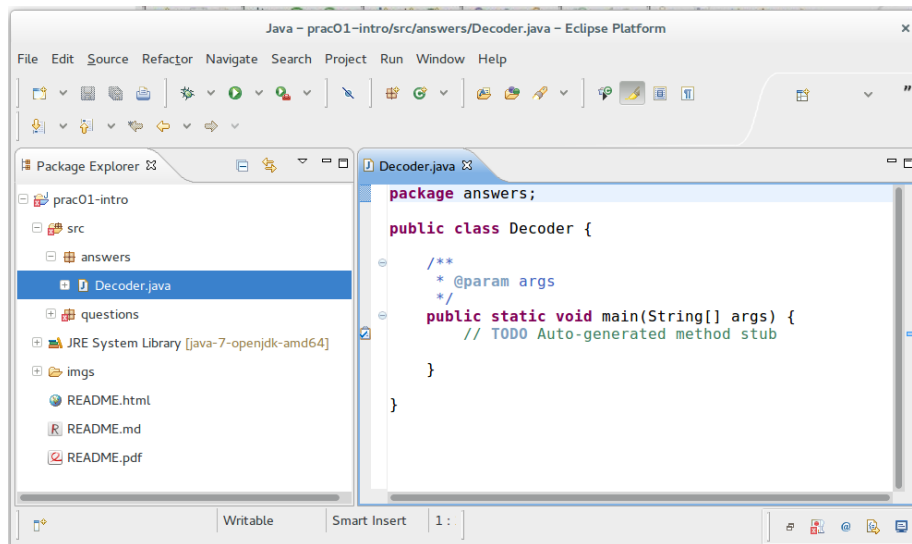 Java – prac01-intro/src/answers/Decoder.java – Eclipse Platform
File Edit Source Refactor Navigate Search Project Run Window Help
Package Explorer
prac01-intro
src
answers
Decoder.java
questions
JRE System Library [java-7-openjdk-amd64]
imgs
README.html
README.md
README.pdf
Decoder.java
package answers;
public class Decoder {
/**
* @param args
*/
public static void main(String[] args) {
// TODO Auto-generated method stub
}
}
Writable Smart Insert 1 :